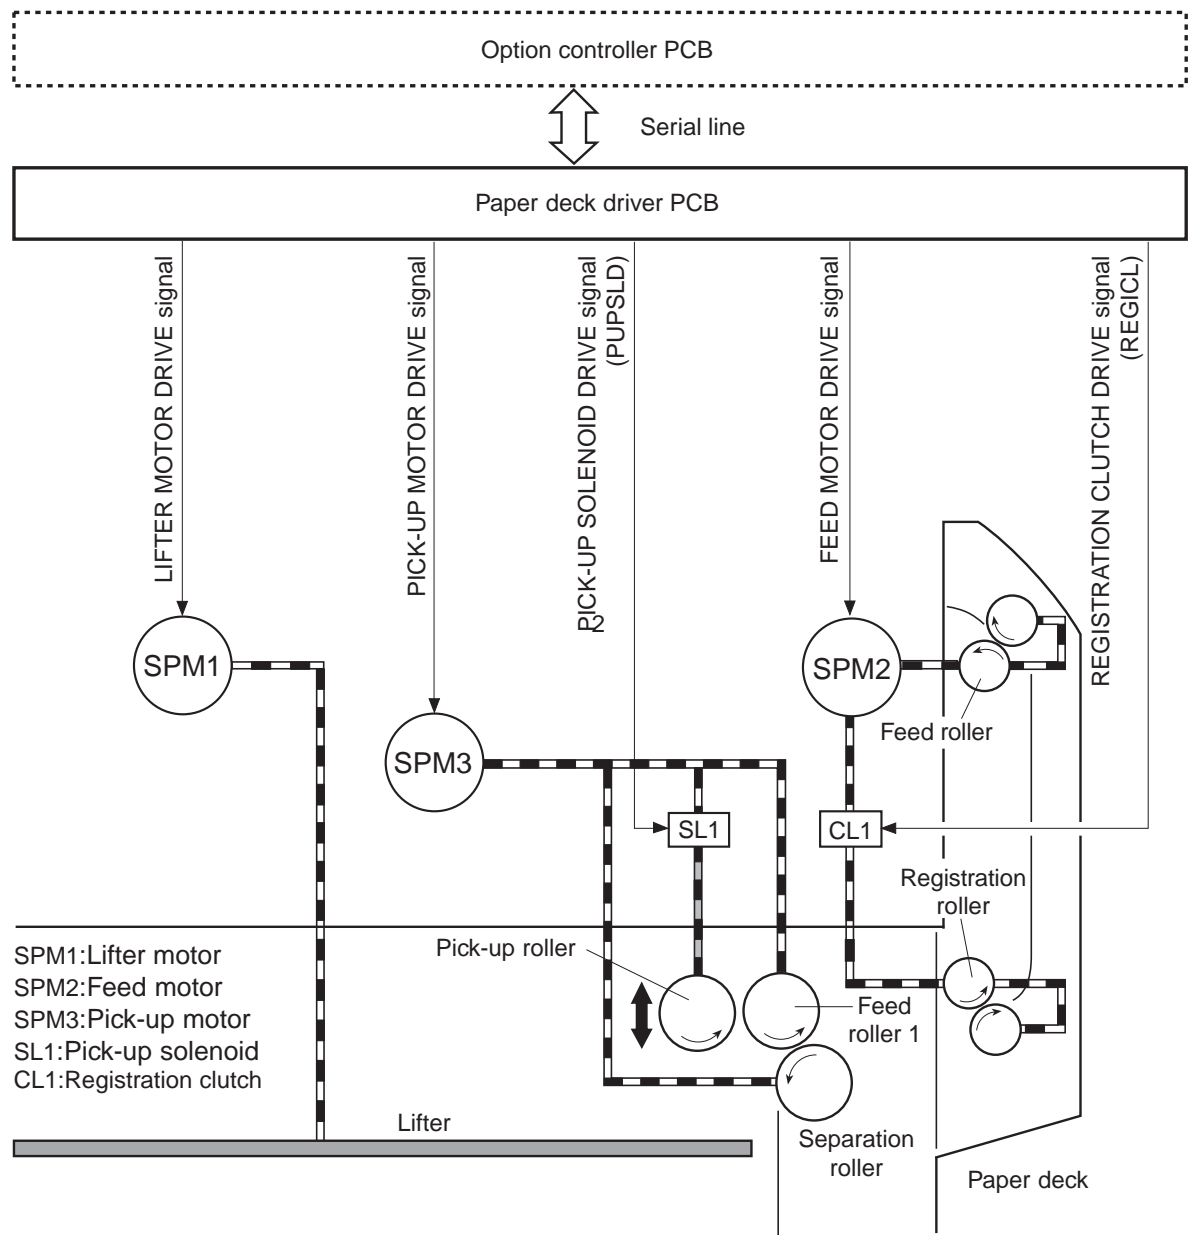 Option controller PCB
Serial line
Paper deck driver PCB
LIFTER MOTOR DRIVE signal
PICK-UP MOTOR DRIVE signal
PICK-UP SOLENOID DRIVE signal
(PUPSLD)
2
FEED MOTOR DRIVE signal
REGISTRATION CLUTCH DRIVE signal
(REGICL)
SPM1
SPM2
Feed roller
SPM3
SL1
CL1
Registration
roller
Pick-up roller
SPM1:Lifter motor
SPM2:Feed motor
SPM3:Pick-up motor
SL1:Pick-up solenoid
CL1:Registration clutch
Feed
roller 1
Lifter
Separation
roller
Paper deck